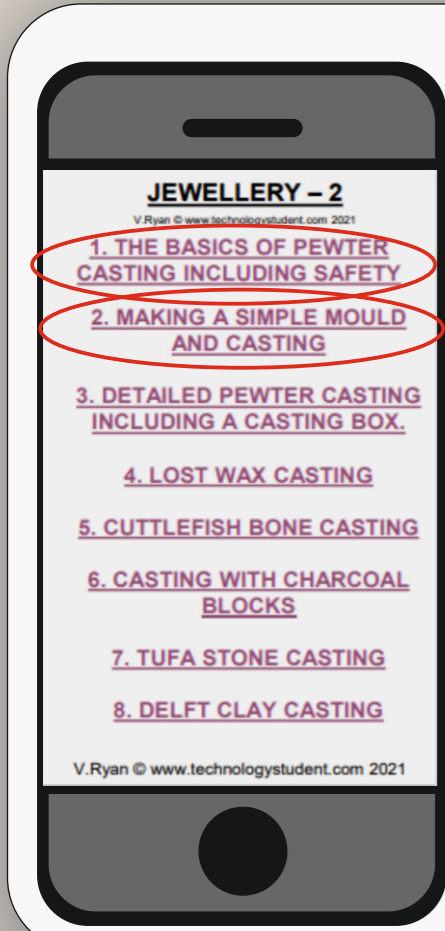 JEWELLERY – 2
V.Ryan © www.technologystudent.com 2021
1. THE BASICS OF PEWTER
CASTING INCLUDING SAFETY
2. MAKING A SIMPLE MOULD
AND CASTING
3. DETAILED PEWTER CASTING
INCLUDING A CASTING BOX.
4. LOST WAX CASTING
5. CUTTLEFISH BONE CASTING
6. CASTING WITH CHARCOAL
BLOCKS
7. TUFA STONE CASTING
8. DELFT CLAY CASTING
V.Ryan © www.technologystudent.com 2021